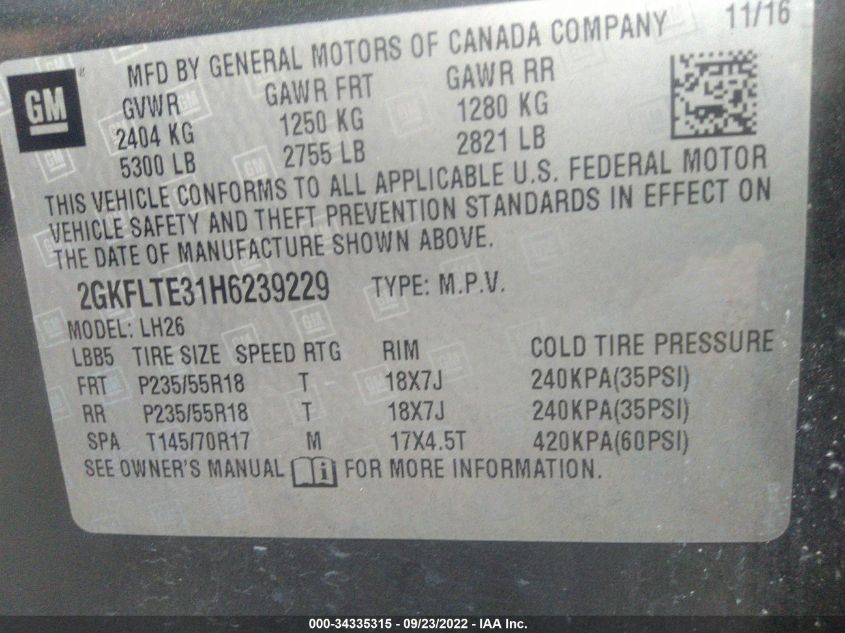 11/16
MFD BY GENERAL MOTORS OF CANADA COMPANY
GM
GVWR GAWR FRT GAWR RR
2404 KG 1250 KG 1280 KG
5300 LB 2755 LB 2821 LB
THIS VEHICLE CONFORMS TO ALL APPLICABLE U.S. FEDERAL MOTOR
VEHICLE SAFETY AND THEFT PREVENTION STANDARDS IN EFFECT ON
THE DATE OF MANUFACTURE SHOWN ABOVE.
2GKFLTE31H6239229 TYPE: M.P.V.
MODEL: LH26
LBB5 TIRE SIZE SPEED RTG RIM COLD TIRE PRESSURE
FRT P235/55R18 T 18X7J 240KPA(35PSI)
RR P235/55R18 T 18X7J 240KPA(35PSI)
SPA T145/70R17 M 17X4.5T 420KPA(60PSI)
SEE OWNER'S MANUAL i FOR MORE INFORMATION.
000-34335315 - 09/23/2022 - IAA Inc.